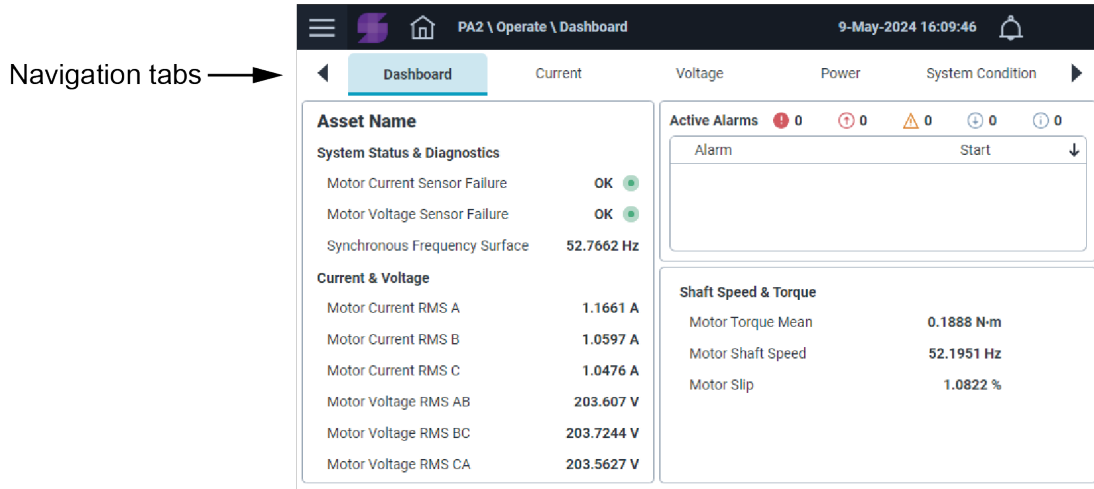 PA2 \ Operate \ Dashboard
9-May-2024 16:09:46
Navigation tabs
Dashboard
Current
Voltage
Power
System Condition
Asset Name
System Status & Diagnostics
Motor Current Sensor Failure OK
Motor Voltage Sensor Failure OK
Synchronous Frequency Surface 52.7662 Hz
Current & Voltage
Motor Current RMS A 1.1661 A
Motor Current RMS B 1.0597 A
Motor Current RMS C 1.0476 A
Motor Voltage RMS AB 203.607 V
Motor Voltage RMS BC 203.7244 V
Motor Voltage RMS CA 203.5627 V
Active Alarms 0 0 0 0 0
Alarm Start
Shaft Speed & Torque
Motor Torque Mean 0.1888 N·m
Motor Shaft Speed 52.1951 Hz
Motor Slip 1.0822 %